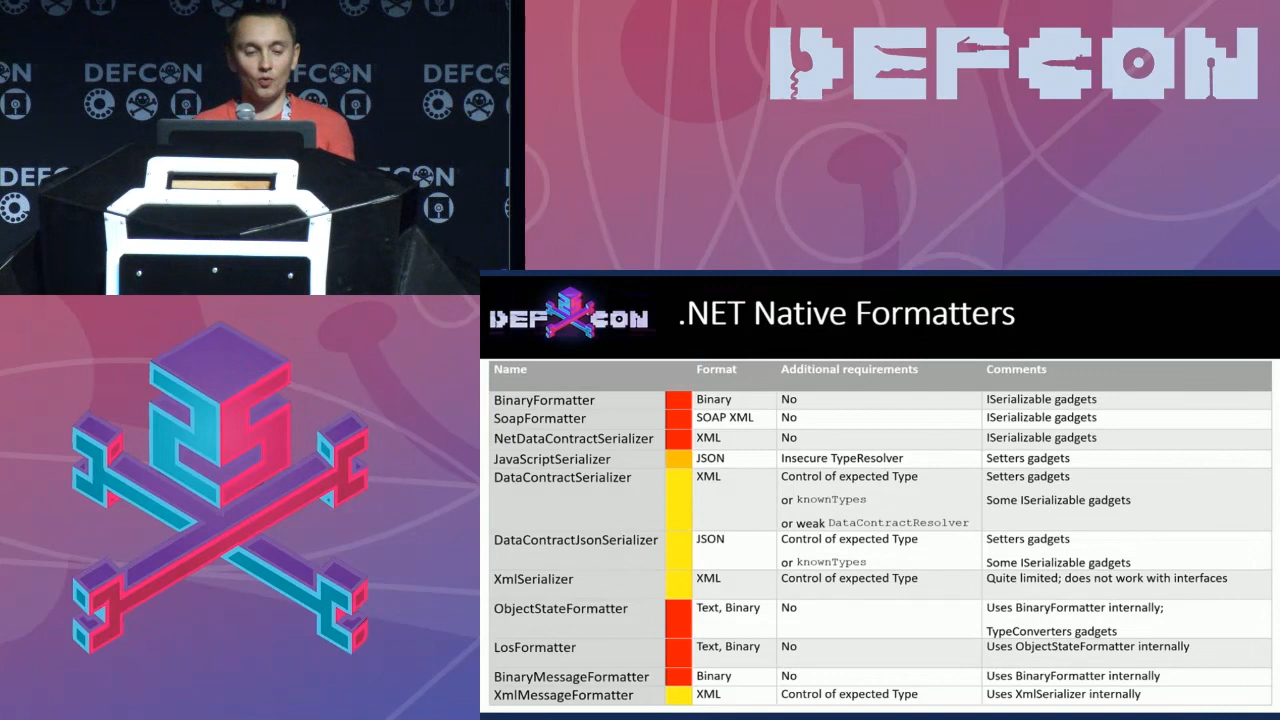 DEFCON
DEFCON
DEFCON
DEFCON
.NET Native Formatters
Name Format Additional requirements Comments
BinaryFormatter Binary No ISerializable gadgets
SoapFormatter SOAP XML No ISerializable gadgets
NetDataContractSerializer XML No ISerializable gadgets
JavaScriptSerializer JSON Insecure TypeResolver Setters gadgets
DataContractSerializer XML Control of expected Type Setters gadgets
or knownTypes Some ISerializable gadgets
or weak DataContractResolver
DataContractJsonSerializer JSON Control of expected Type Setters gadgets
or knownTypes Some ISerializable gadgets
XmlSerializer XML Control of expected Type Quite limited; does not work with interfaces
ObjectStateFormatter Text, Binary No Uses BinaryFormatter internally;
TypeConverters gadgets
LosFormatter Text, Binary No Uses ObjectStateFormatter internally
BinaryMessageFormatter Binary No Uses BinaryFormatter internally
XmlMessageFormatter XML Control of expected Type Uses XmlSerializer internally